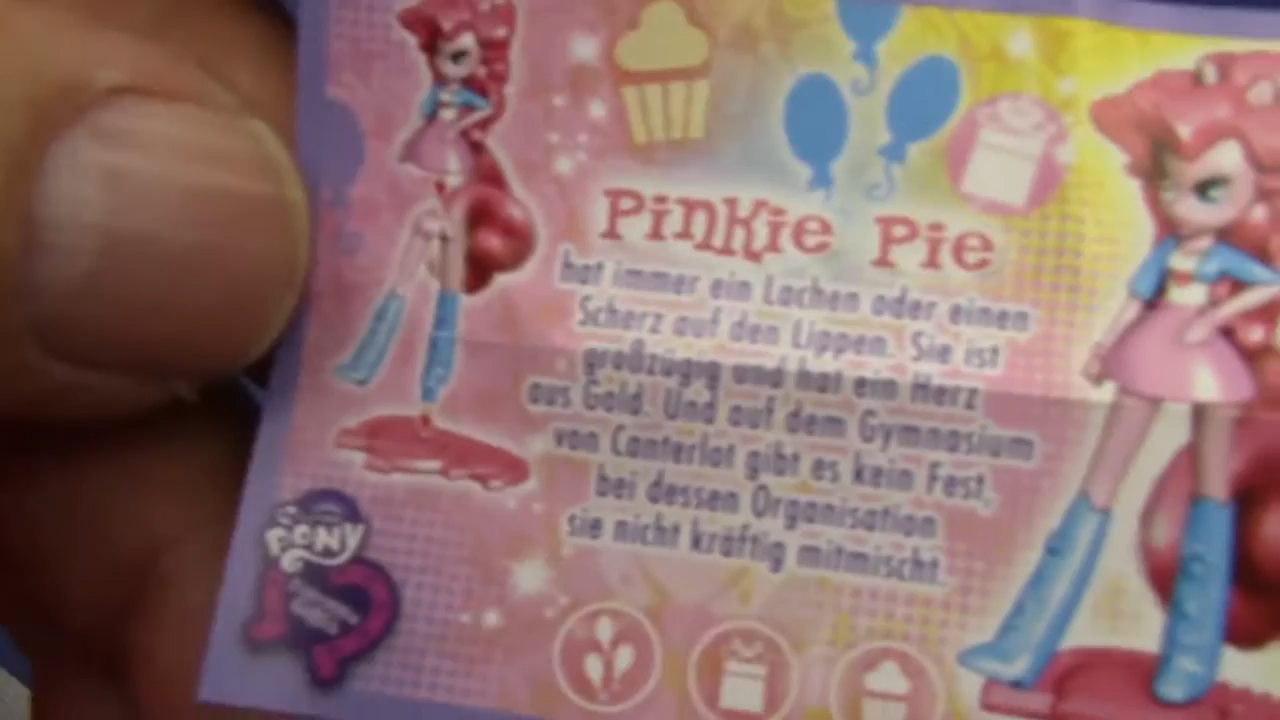 Pinkie Pie
hat immer ein Lachen oder einen
Scherz auf den Lippen. Sie ist
großzügig und hat ein Herz
aus Gold. Und auf dem Gymnasium
von Canterlot gibt es kein Fest,
bei dessen Organisation
sie nicht kräftig mitmischt.
PONY